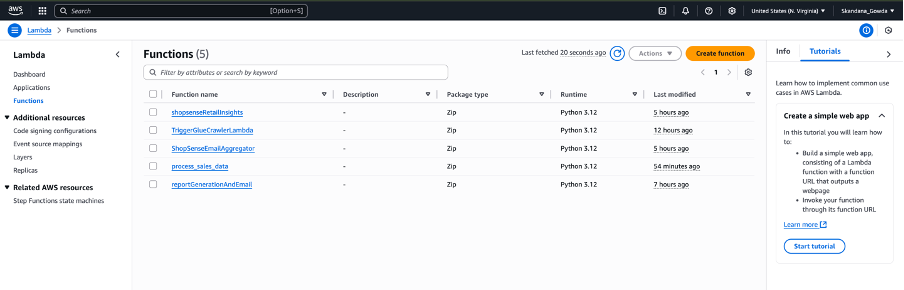 aws
Search
[Option+S]
United States (N. Virginia)
Skandana_Gowda
Lambda
Functions
Lambda
Dashboard
Applications
Functions
Additional resources
Code signing configurations
Event source mappings
Layers
Replicas
Related AWS resources
Step Functions state machines
Functions (5)
Last fetched 20 seconds ago
Actions
Create function
Filter by attributes or search by keyword
1
Function name Description Package type Runtime Last modified
shopsenseRetailInsights - Zip Python 3.12 5 hours ago
TriggerGlueCrawlerLambda - Zip Python 3.12 12 hours ago
ShopSenseEmailAggregator - Zip Python 3.12 5 hours ago
process_sales_data - Zip Python 3.12 54 minutes ago
reportGenerationAndEmail - Zip Python 3.12 7 hours ago
Info Tutorials
Learn how to implement common use
cases in AWS Lambda.
Create a simple web app
In this tutorial you will learn how
to:
• Build a simple web app,
consisting of a Lambda
function with a function
URL that outputs a
webpage
• Invoke your function
through its function URL
Learn more
Start tutorial